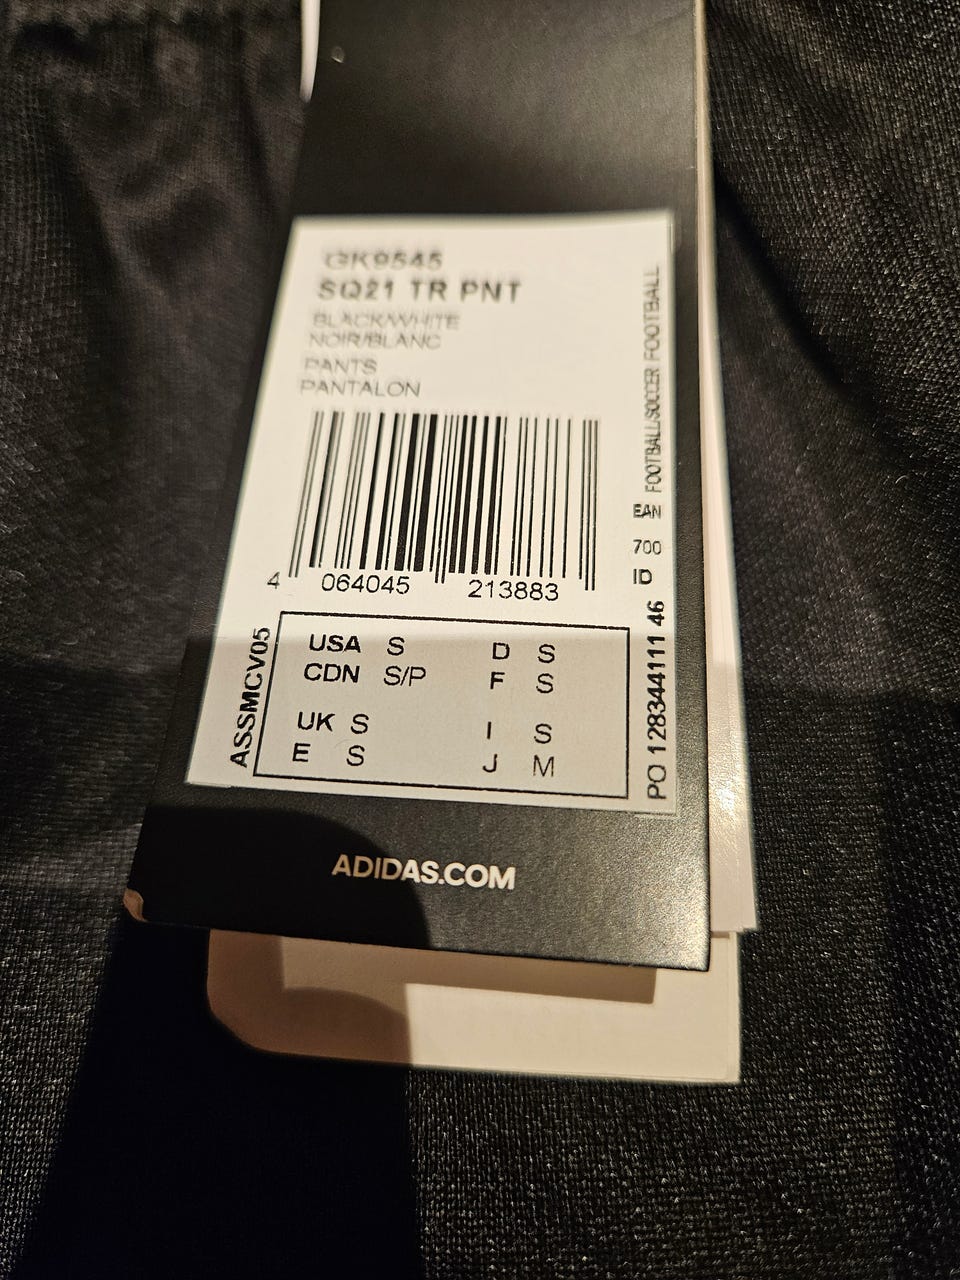 GK9545
SQ21 TR PNT
BLACK/WHITE
NOIR/BLANC
PANTS
PANTALON
4 064045 213883
USA S D S
CDN S/P F S
UK S I S
E S J M
ASSMCV05
PO 128344111 46 ID 700 EAN FOOTBALL/SOCCER FOOTBALL
ADIDAS.COM